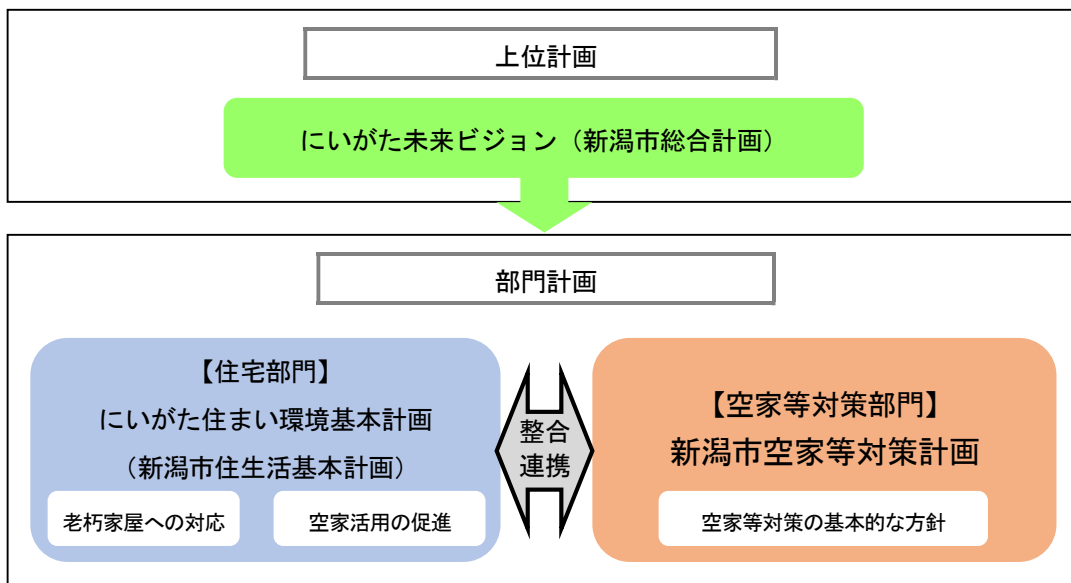 上位計画
にいがた未来ビジョン（新潟市総合計画）
部門計画
【住宅部門】
にいがた住まい環境基本計画
（新潟市住生活基本計画）
老朽家屋への対応
空家活用の促進
整合
連携
【空家等対策部門】
新潟市空家等対策計画
空家等対策の基本的な方針